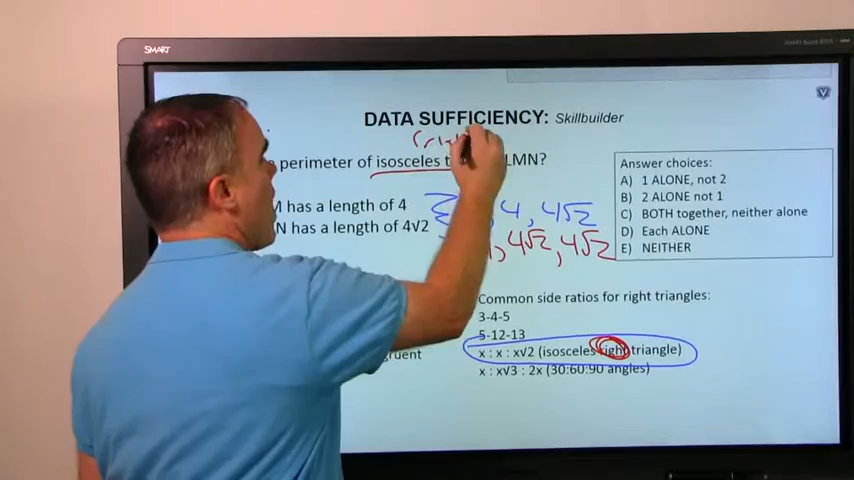 SMART
DATA SUFFICIENCY: Skillbuilder
perimeter of isosceles LMN?
M has a length of 4
N has a length of 4√2
4, 4√2
, 4√2, 4√2
Answer choices:
A) 1 ALONE, not 2
B) 2 ALONE, not 1
C) BOTH together, neither alone
D) Each ALONE
E) NEITHER
Common side ratios for right triangles:
3-4-5
5-12-13
x : x : x√2 (isosceles right triangle)
x : x√3 : 2x (30:60:90 angles)
V